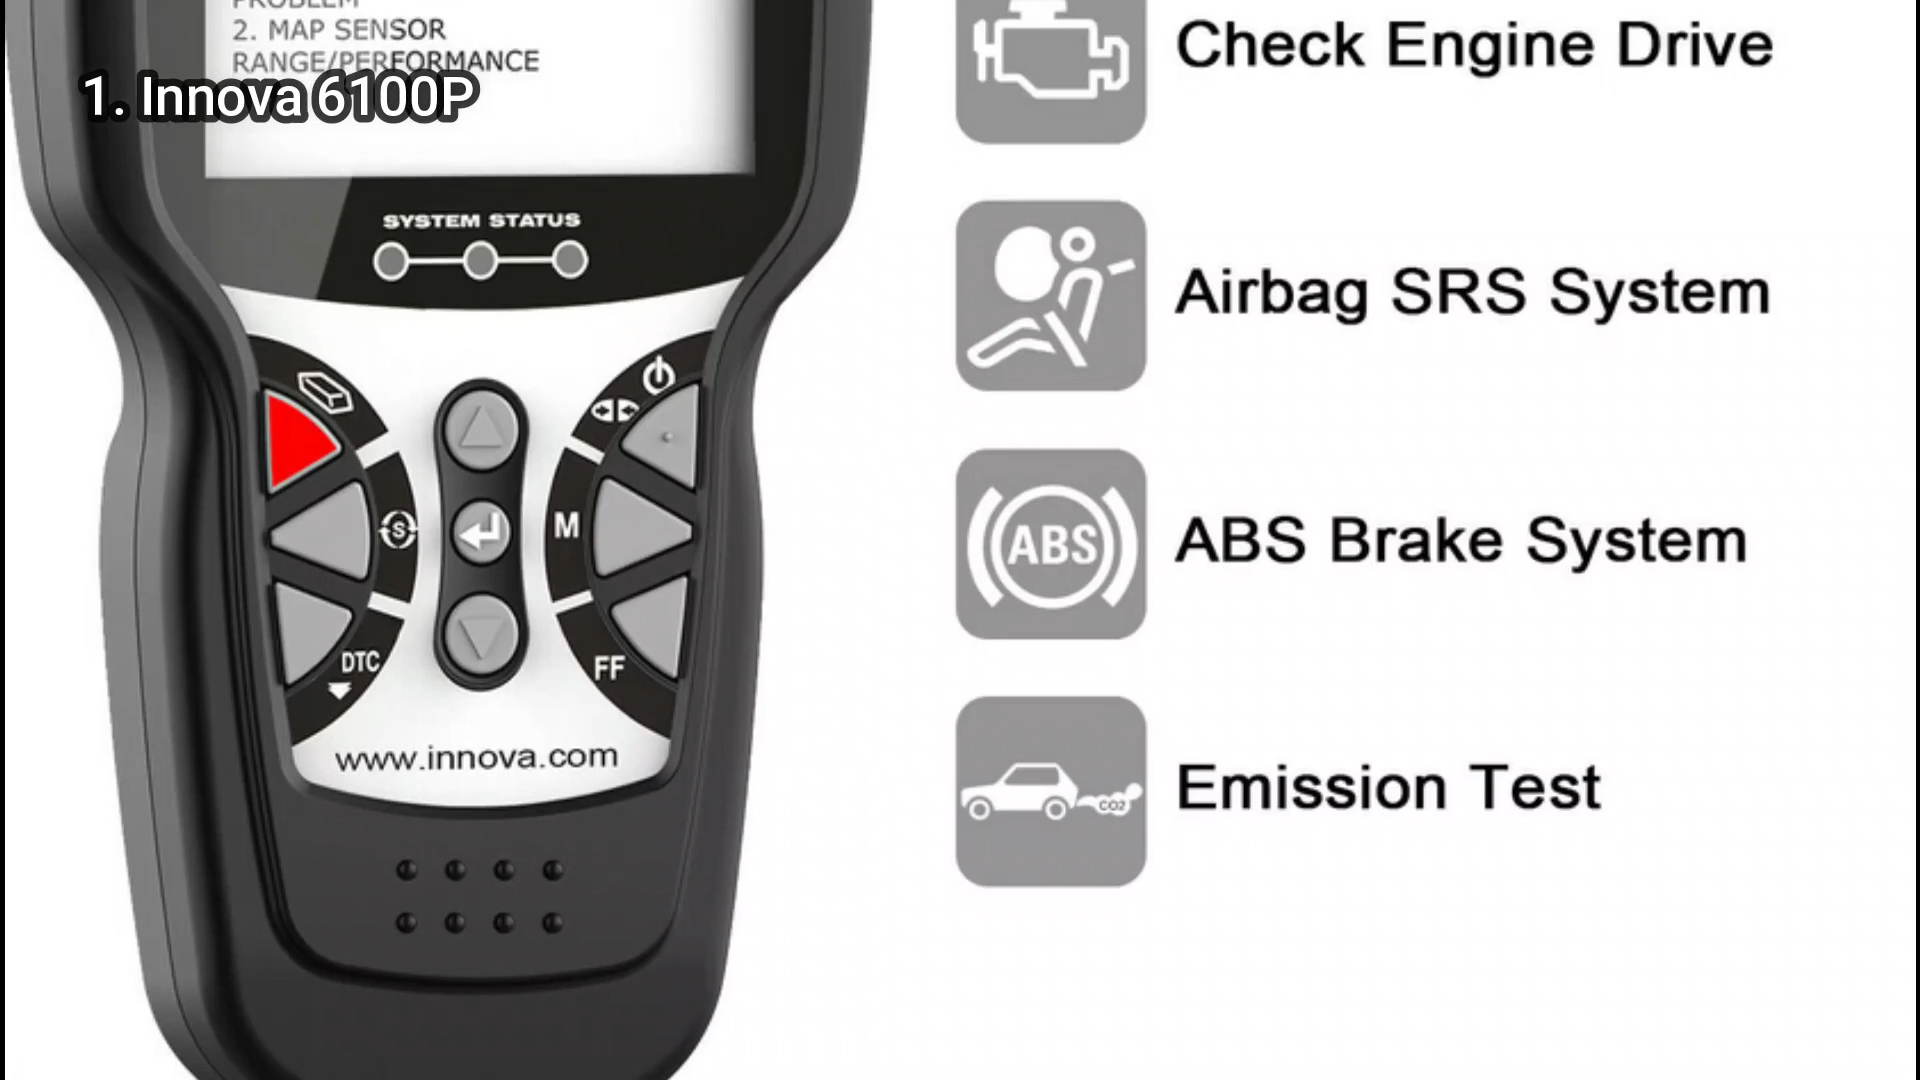 PROBLEM
2. MAP SENSOR
RANGE/PERFORMANCE
1. Innova 6100P
SYSTEM STATUS
S
M
DTC
FF
www.innova.com
Check Engine Drive
Airbag SRS System
ABS
ABS Brake System
CO2
Emission Test